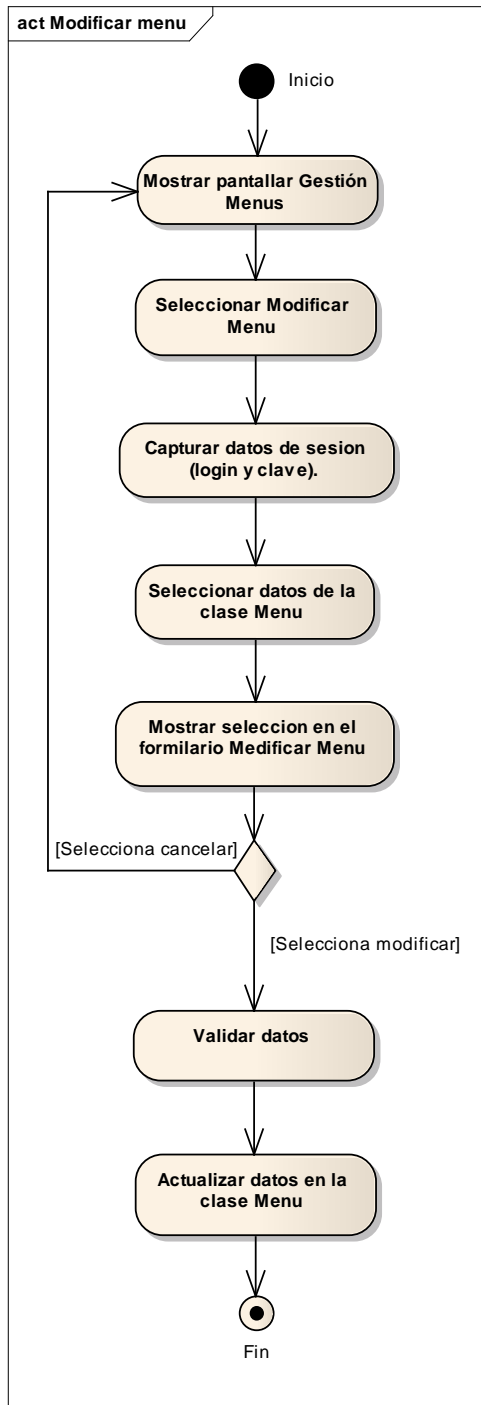 act Modificar menu
Inicio
Mostrar pantallar Gestión
Menus
Seleccionar Modificar
Menu
Capturar datos de sesion
(login y clave).
Seleccionar datos de la
clase Menu
Mostrar seleccion en el
formilario Medificar Menu
[Selecciona cancelar]
[Selecciona modificar]
Validar datos
Actualizar datos en la
clase Menu
Fin